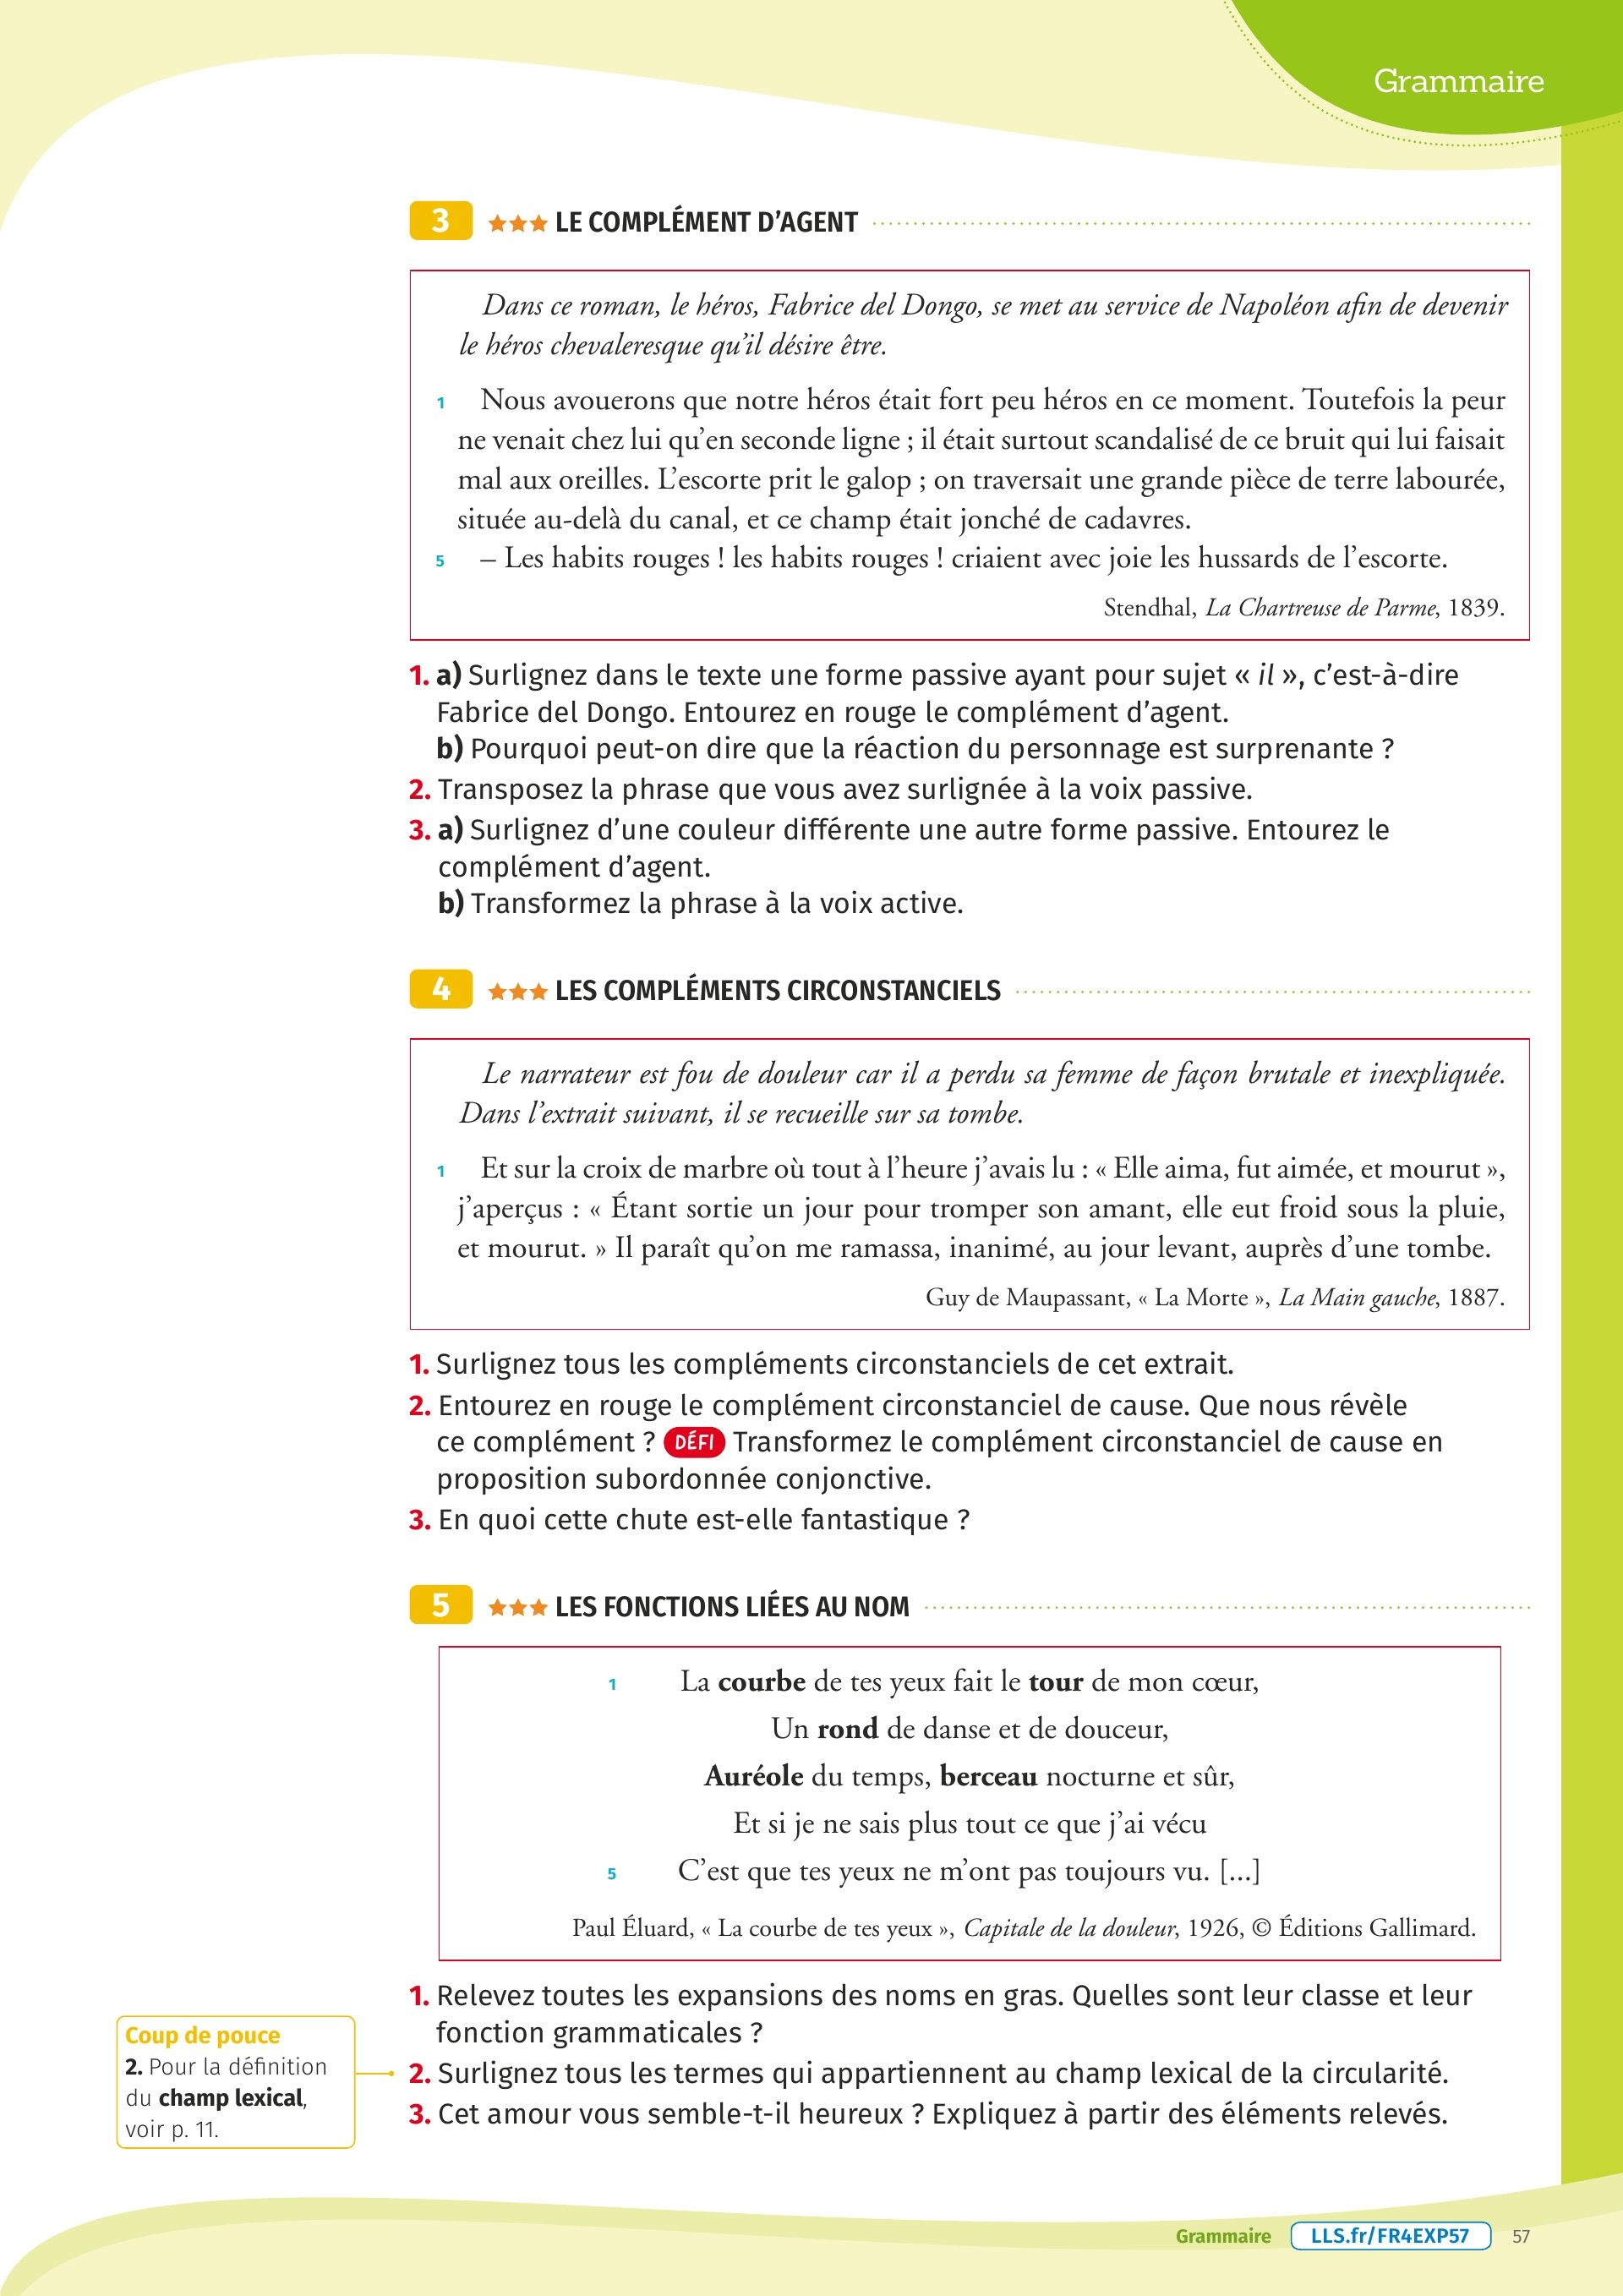 Grammaire
3 ★★★ LE COMPLÉMENT D’AGENT
Dans ce roman, le héros, Fabrice del Dongo, se met au service de Napoléon afin de devenir
le héros chevaleresque qu’il désire être.
1 Nous avouerons que notre héros était fort peu héros en ce moment. Toutefois la peur
ne venait chez lui qu’en seconde ligne ; il était surtout scandalisé de ce bruit qui lui faisait
mal aux oreilles. L’escorte prit le galop ; on traversait une grande pièce de terre labourée,
située au-delà du canal, et ce champ était jonché de cadavres.
5 – Les habits rouges ! les habits rouges ! criaient avec joie les hussards de l’escorte.
Stendhal, La Chartreuse de Parme, 1839.
1. a) Surlignez dans le texte une forme passive ayant pour sujet « il », c’est-à-dire
Fabrice del Dongo. Entourez en rouge le complément d’agent.
b) Pourquoi peut-on dire que la réaction du personnage est surprenante ?
2. Transposez la phrase que vous avez surlignée à la voix passive.
3. a) Surlignez d’une couleur différente une autre forme passive. Entourez le
complément d’agent.
b) Transformez la phrase à la voix active.
4 ★★★ LES COMPLÉMENTS CIRCONSTANCIELS
Le narrateur est fou de douleur car il a perdu sa femme de façon brutale et inexpliquée.
Dans l’extrait suivant, il se recueille sur sa tombe.
1 Et sur la croix de marbre où tout à l’heure j’avais lu : « Elle aima, fut aimée, et mourut »,
j’aperçus : « Étant sortie un jour pour tromper son amant, elle eut froid sous la pluie,
et mourut. » Il paraît qu’on me ramassa, inanimé, au jour levant, auprès d’une tombe.
Guy de Maupassant, « La Morte », La Main gauche, 1887.
1. Surlignez tous les compléments circonstanciels de cet extrait.
2. Entourez en rouge le complément circonstanciel de cause. Que nous révèle
ce complément ? DÉFI Transformez le complément circonstanciel de cause en
proposition subordonnée conjonctive.
3. En quoi cette chute est-elle fantastique ?
5 ★★★ LES FONCTIONS LIÉES AU NOM
1 La courbe de tes yeux fait le tour de mon cœur,
Un rond de danse et de douceur,
Auréole du temps, berceau nocturne et sûr,
Et si je ne sais plus tout ce que j’ai vécu
5 C’est que tes yeux ne m’ont pas toujours vu. [...]
Paul Éluard, « La courbe de tes yeux », Capitale de la douleur, 1926, © Éditions Gallimard.
1. Relevez toutes les expansions des noms en gras. Quelles sont leur classe et leur
fonction grammaticales ?
2. Surlignez tous les termes qui appartiennent au champ lexical de la circularité.
3. Cet amour vous semble-t-il heureux ? Expliquez à partir des éléments relevés.
Coup de pouce
2. Pour la définition
du champ lexical,
voir p. 11.
Grammaire LLS.fr/FR4EXP57 57